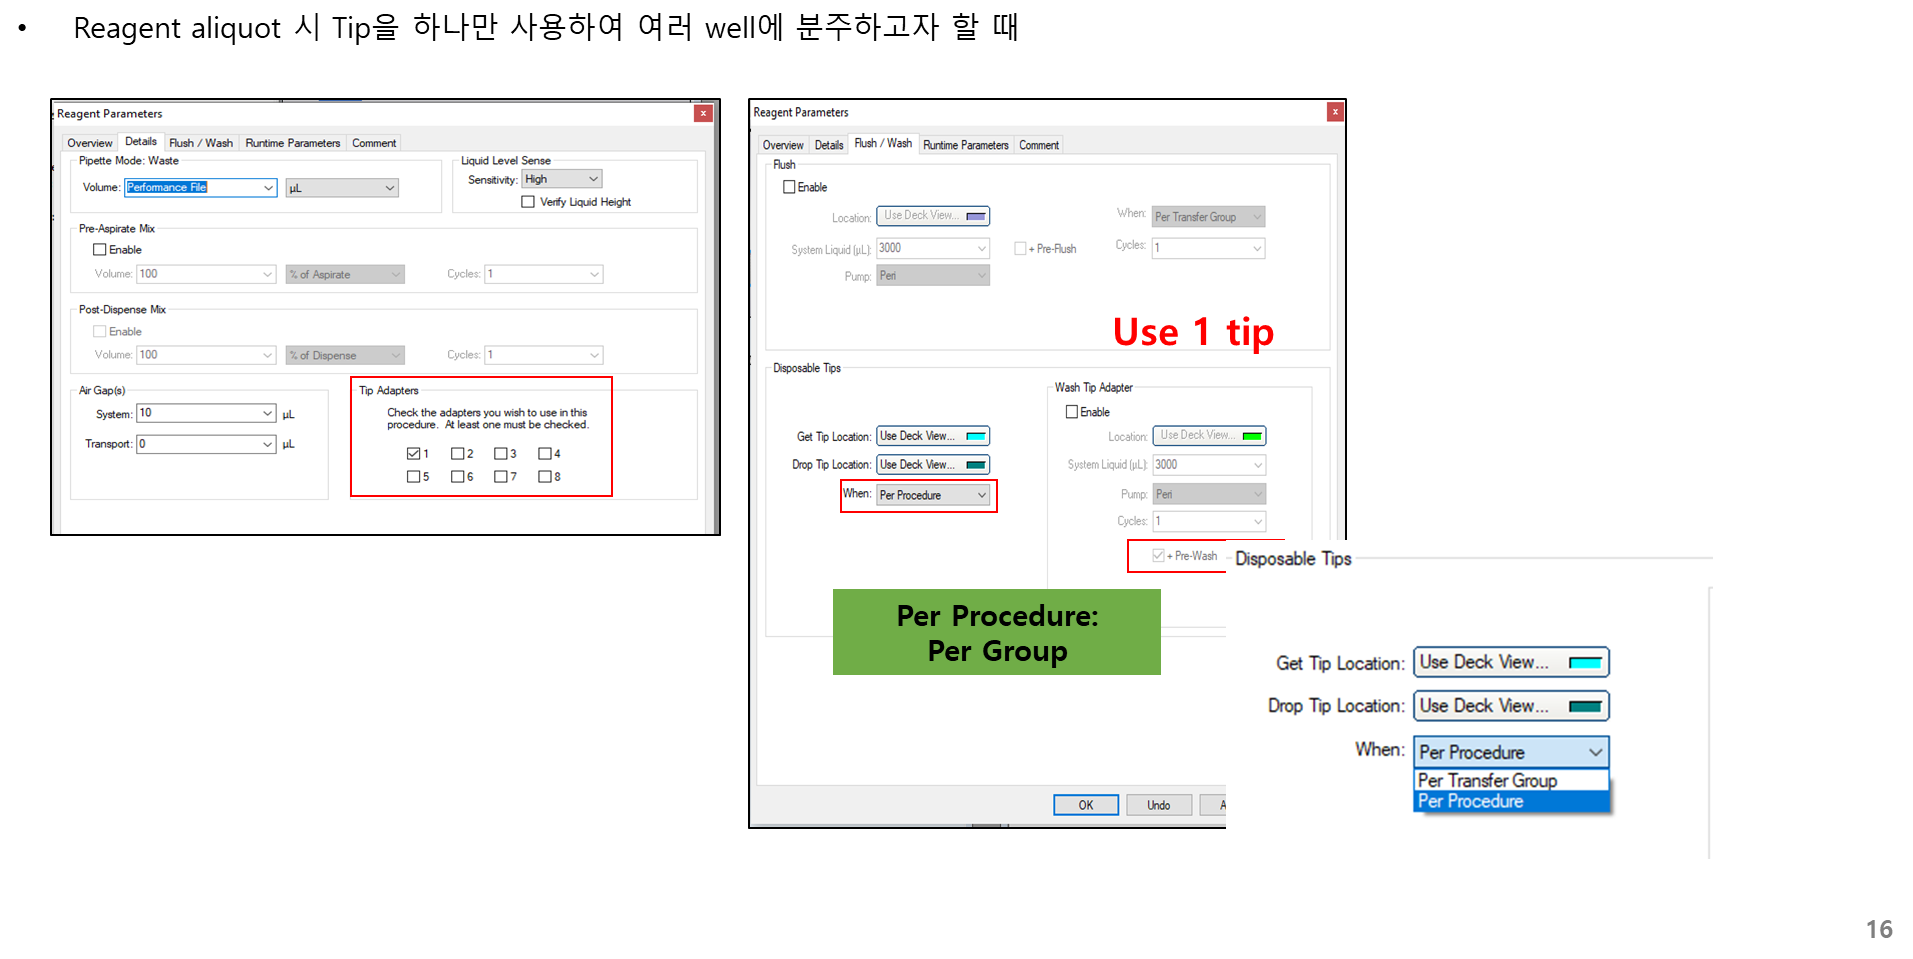 • Reagent aliquot 시 Tip을 하나만 사용하여 여러 well에 분주하고자 할 때
Reagent Parameters
Overview Details Flush / Wash Runtime Parameters Comment
Pipette Mode: Waste
Volume: Performance File µL
Liquid Level Sense
Sensitivity: High
Verify Liquid Height
Pre-Aspirate Mix
Enable
Volume: 100 % of Aspirate Cycles: 1
Post-Dispense Mix
Enable
Volume: 100 % of Dispense Cycles: 1
Air Gap(s)
System: 10 µL
Transport: 0 µL
Tip Adapters
Check the adapters you wish to use in this
procedure. At least one must be checked.
1 2 3 4
5 6 7 8
Reagent Parameters
Overview Details Flush / Wash Runtime Parameters Comment
Flush
Enable
Location: Use Deck View... When: Per Transfer Group
System Liquid (µL): 3000 + Pre-Flush Cycles: 1
Pump: Peri
Use 1 tip
Disposable Tips
Get Tip Location: Use Deck View...
Drop Tip Location: Use Deck View...
When: Per Procedure
Wash Tip Adapter
Enable
Location: Use Deck View...
System Liquid (µL): 3000
Pump: Peri
Cycles: 1
+ Pre-Wash
Per Procedure:
Per Group
OK Undo A
Disposable Tips
Get Tip Location: Use Deck View...
Drop Tip Location: Use Deck View...
When: Per Procedure
Per Transfer Group
Per Procedure
16